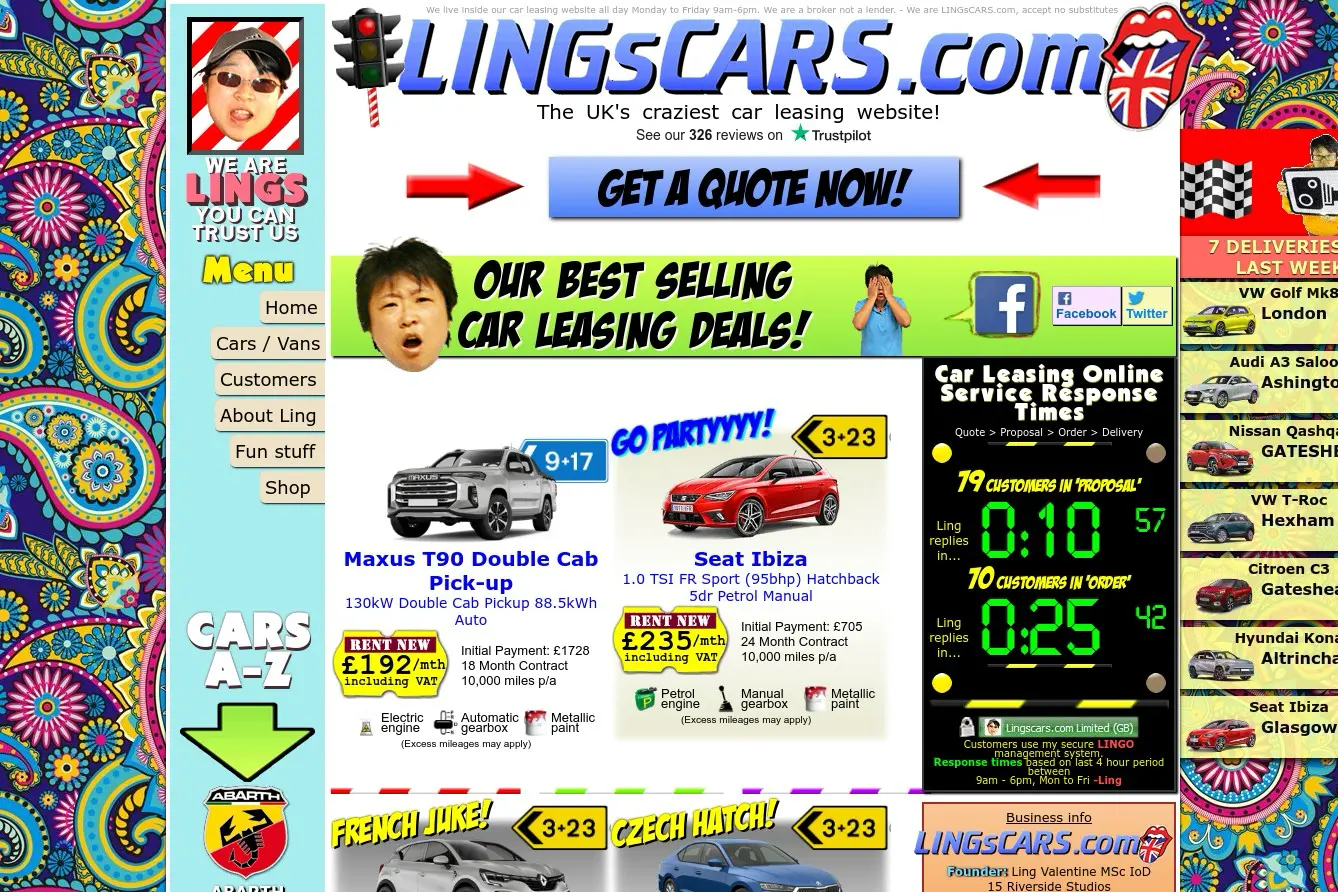 We live inside our car leasing website all day Monday to Friday 9am-6pm. We are a broker not a lender. - We are LINGsCARS.com, accept no substitutes
LINGsCARS.com
The UK's craziest car leasing website!
See our 326 reviews on Trustpilot
GET A QUOTE NOW!
WE ARE
LINGS
YOU CAN
TRUST US
Menu
Home
Cars / Vans
Customers
About Ling
Fun stuff
Shop
CARS
A-Z
ABARTH
ABARTH
OUR BEST SELLING
CAR LEASING DEALS!
Facebook
Twitter
9+17
MAXUS
Maxus T90 Double Cab
Pick-up
130kW Double Cab Pickup 88.5kWh
Auto
RENT NEW
£192/mth
including VAT
Initial Payment: £1728
18 Month Contract
10,000 miles p/a
Electric
engine
Automatic
gearbox
Metallic
paint
(Excess mileages may apply)
GO PARTYYYY!
3+23
Seat Ibiza
1.0 TSI FR Sport (95bhp) Hatchback
5dr Petrol Manual
RENT NEW
£235/mth
including VAT
Initial Payment: £705
24 Month Contract
10,000 miles p/a
Petrol
engine
Manual
gearbox
Metallic
paint
(Excess mileages may apply)
FRENCH JUKE!
3+23
CZECH HATCH!
3+23
Car Leasing Online
Service Response
Times
Quote > Proposal > Order > Delivery
79 CUSTOMERS IN 'PROPOSAL'
Ling
replies
in...
0:10 57
70 CUSTOMERS IN 'ORDER'
Ling
replies
in...
0:25 42
Lingscars.com Limited (GB)
Customers use my secure LINGO
management system.
Response times based on last 4 hour period
between
9am - 6pm, Mon to Fri -Ling
Business info
LINGsCARS.com
Founder: Ling Valentine MSc IoD
15 Riverside Studios
7 DELIVERIES
LAST WEEK
VW Golf Mk8
London
Audi A3 Saloo
Ashingto
Nissan Qashqa
GATESHE
VW T-Roc
Hexham
Citroen C3
Gateshea
Hyundai Kona
Altrincha
Seat Ibiza
Glasgow